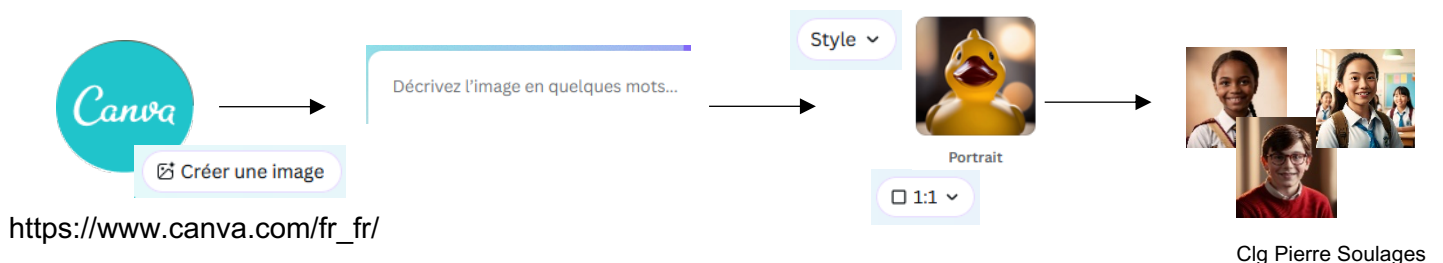 Canva
Créer une image
https://www.canva.com/fr_fr/
Décrivez l'image en quelques mots...
Style
Portrait
1:1
Clg Pierre Soulages